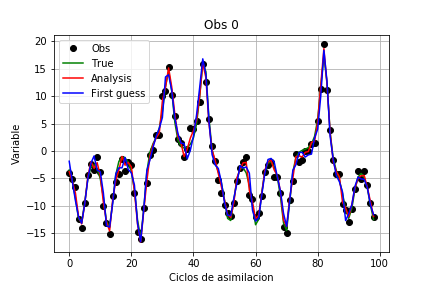 Obs 0
20
15
10
5
0
−5
−10
−15
Variable
Obs
True
Analysis
First guess
0
20
40
60
80
100
Ciclos de asimilacion